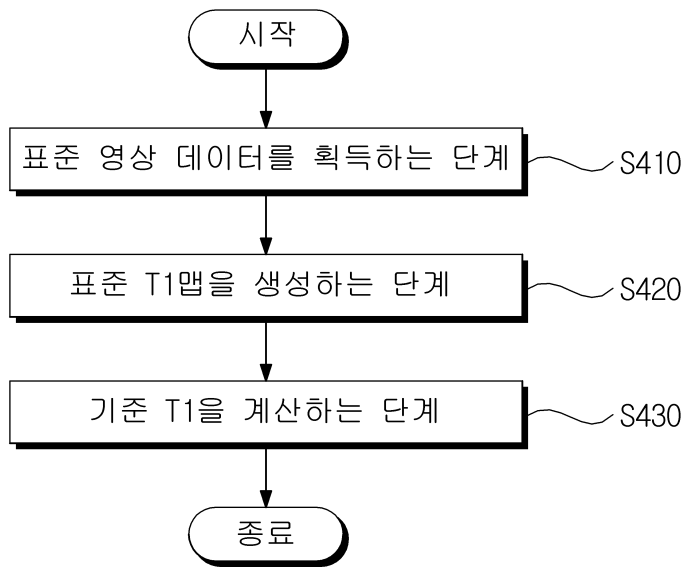 시작
표준 영상 데이터를 획득하는 단계
S410
표준 T1맵을 생성하는 단계
S420
기준 T1을 계산하는 단계
S430
종료